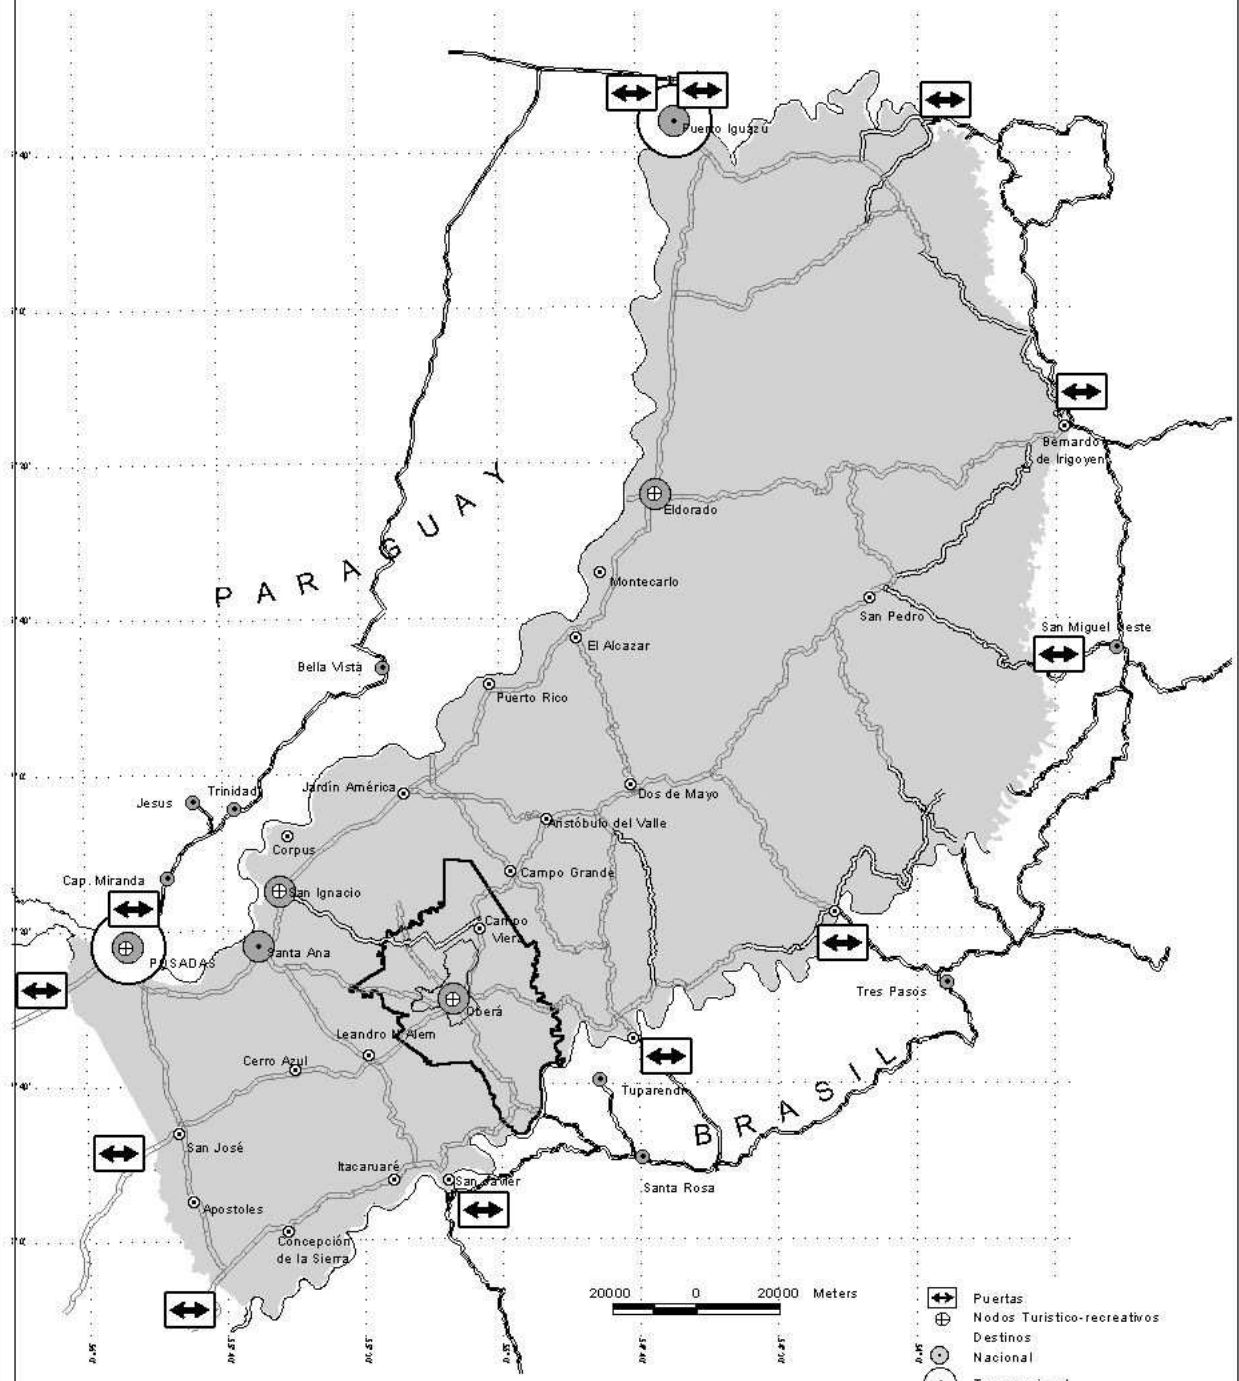 Puerto Iguazú
Bernardo
de Irigoyen
Eldorado
PARAGUAY
Montecarlo
San Pedro
San Miguel Oeste
El Alcazar
Bella Vista
Puerto Rico
Jardín América
Dos de Mayo
Trinidad
Jesus
Aristóbulo del Valle
Corpus
Campo Grande
Cap. Miranda
San Ignacio
Campo
Viera
Santa Ana
POSADAS
Tres Pasos
Oberá
Leandro N Alem
Cerro Azul
Tuparendi
BRASIL
San José
Itacaruaré
San Javier
Santa Rosa
Apostoles
Concepción
de la Sierra
20000 0 20000 Meters
Puertas
Nodos Turistico-recreativos
Destinos
Nacional